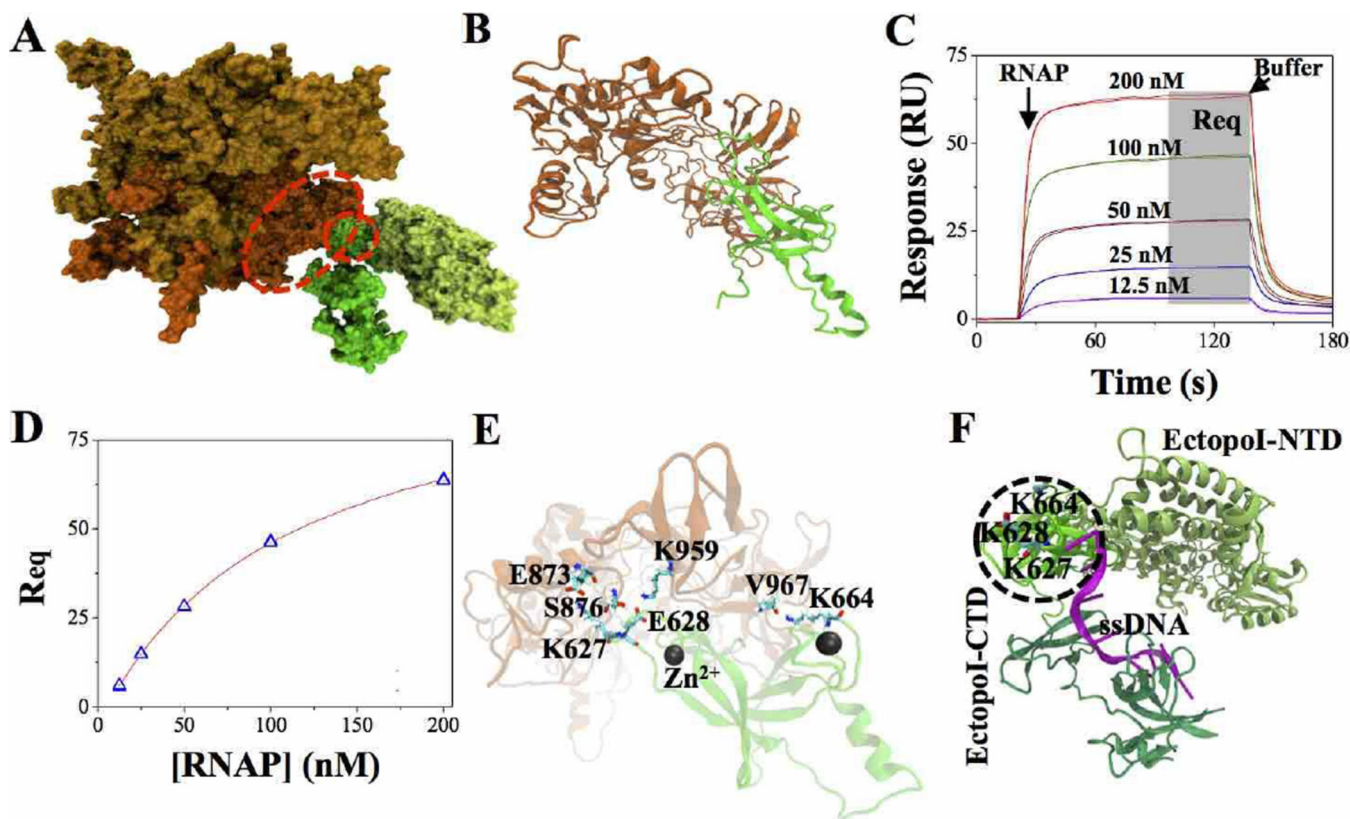 A
B
C
75
50
25
0
Response (RU)
RNAP
200 nM
Buffer
Req
100 nM
50 nM
25 nM
12.5 nM
0
60
120
180
Time (s)
D
75
50
25
0
Req
0
50
100
150
200
[RNAP] (nM)
E
K959
E873
S876
E628
K627
V967
K664
Zn2+
F
EctopoI-NTD
K664
K628
K627
ssDNA
EctopoI-CTD